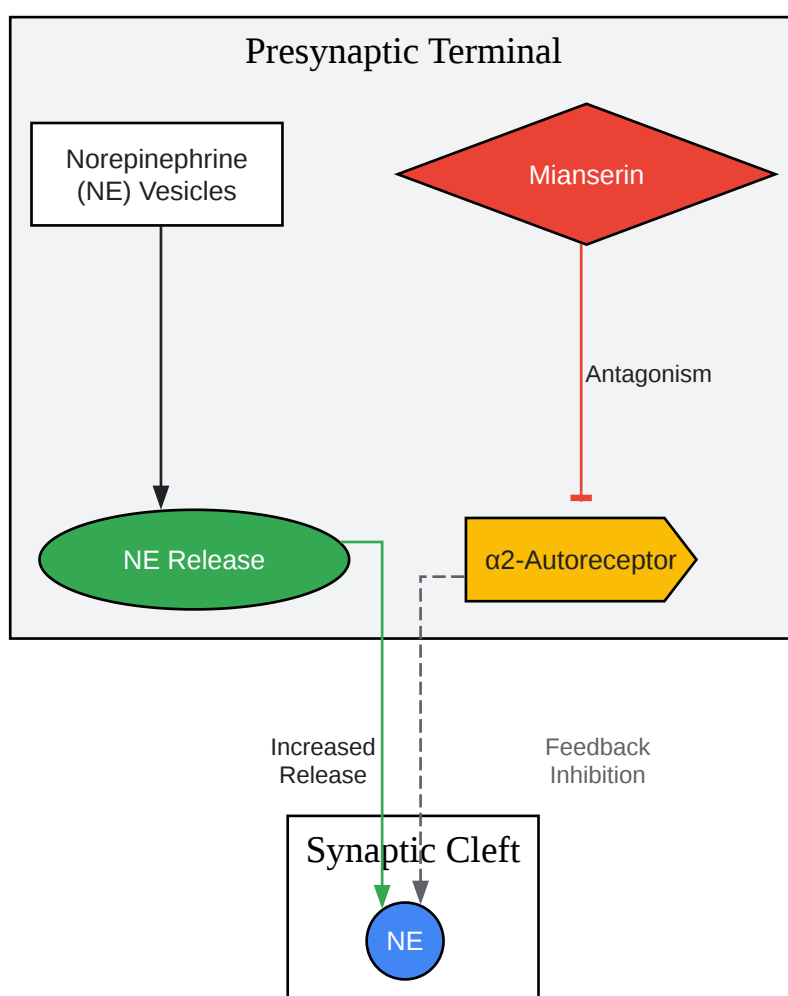 Presynaptic Terminal
Norepinephrine
(NE) Vesicles
Mianserin
Antagonism
NE Release
α2-Autoreceptor
Increased
Release
Feedback
Inhibition
Synaptic Cleft
NE